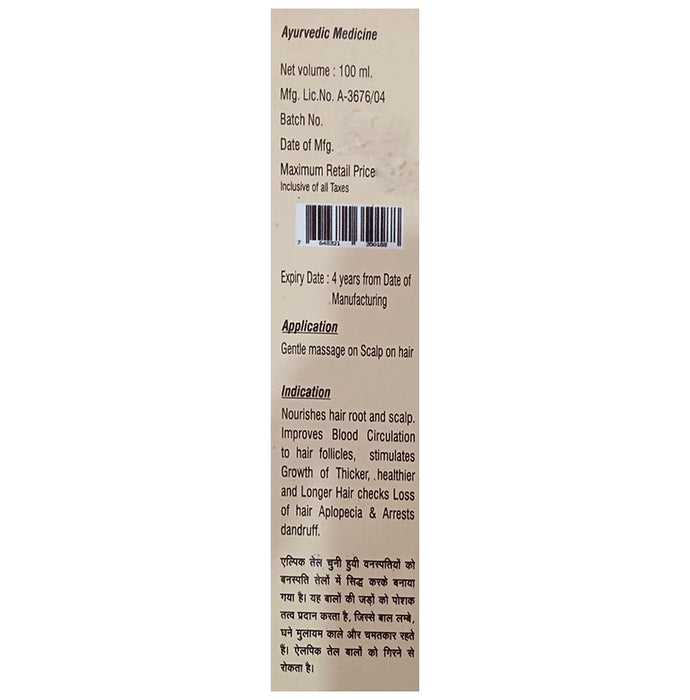 Ayurvedic Medicine
Net volume : 100 ml.
Mfg. Lic.No. A-3676/04
Batch No.
Date of Mfg.
Maximum Retail Price
Inclusive of all Taxes
Expiry Date : 4 years from Date of
Manufacturing
Application
Gentle massage on Scalp on hair
Indication
Nourishes hair root and scalp.
Improves Blood Circulation
to hair follicles, stimulates
Growth of Thicker, healthier
and Longer Hair checks Loss
of hair Aplopecia & Arrests
dandruff.
एल्पिक तेल चुनी हुयी वनस्पतियों को
बनस्पति तेलों में सिद्ध करके बनाया
गया है। यह बालों की जड़ों को पोशक
तत्व प्रदान करता है, जिस्से बाल लम्बे,
घने मुलायम काले और चमतकार रहते
हैं। ऐलपिक तेल बालों को गिरने से
रोकता है।